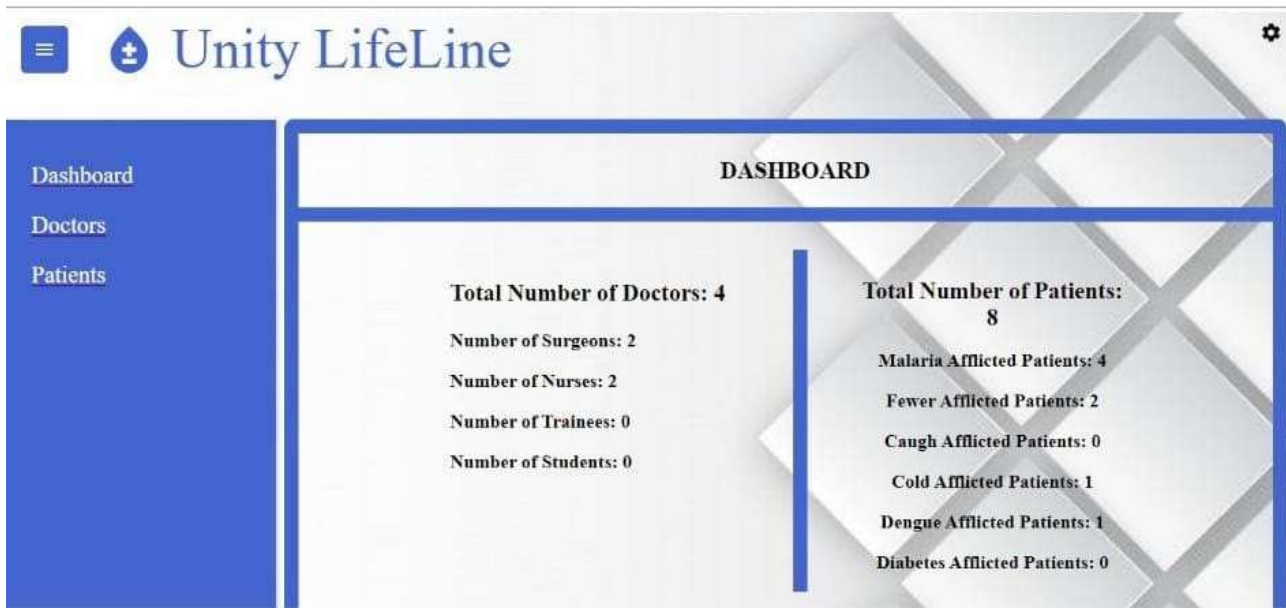 Unity LifeLine
Dashboard
Doctors
Patients
DASHBOARD
Total Number of Doctors: 4
Number of Surgeons: 2
Number of Nurses: 2
Number of Trainees: 0
Number of Students: 0
Total Number of Patients:
8
Malaria Afflicted Patients: 4
Fewer Afflicted Patients: 2
Caugh Afflicted Patients: 0
Cold Afflicted Patients: 1
Dengue Afflicted Patients: 1
Diabetes Afflicted Patients: 0